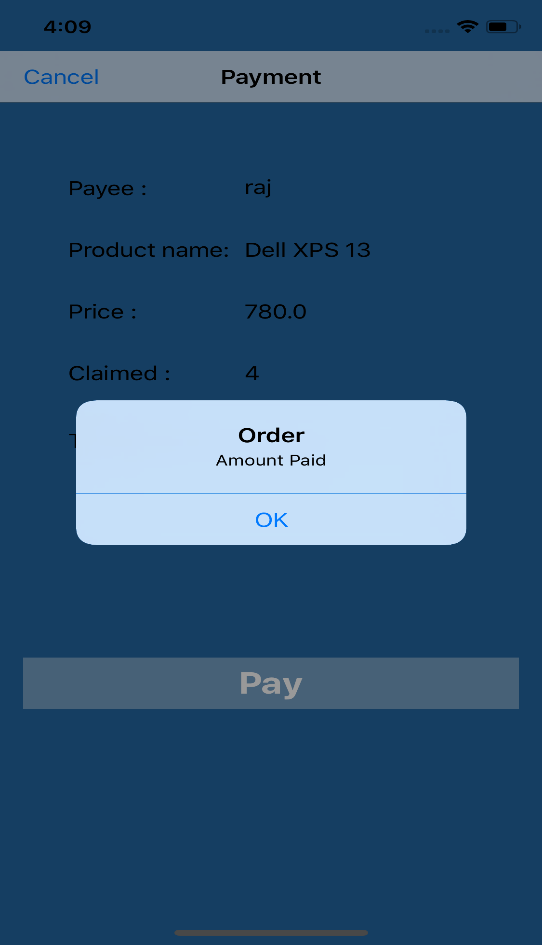 4:09
Cancel Payment
Payee : raj
Product name: Dell XPS 13
Price : 780.0
Claimed : 4
Order
Amount Paid
OK
Pay